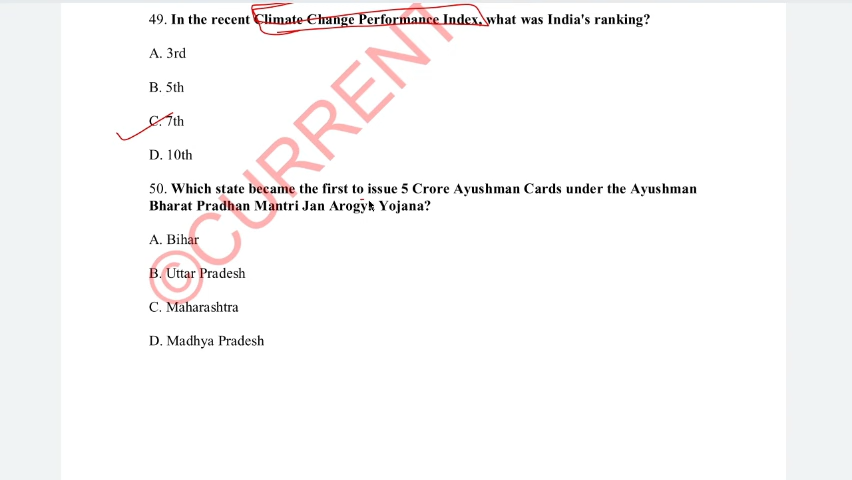 49. In the recent Climate Change Performance Index, what was India's ranking?
A. 3rd
B. 5th
C. 7th
D. 10th
50. Which state became the first to issue 5 Crore Ayushman Cards under the Ayushman
Bharat Pradhan Mantri Jan Arogya Yojana?
A. Bihar
B. Uttar Pradesh
C. Maharashtra
D. Madhya Pradesh
©CURRENT